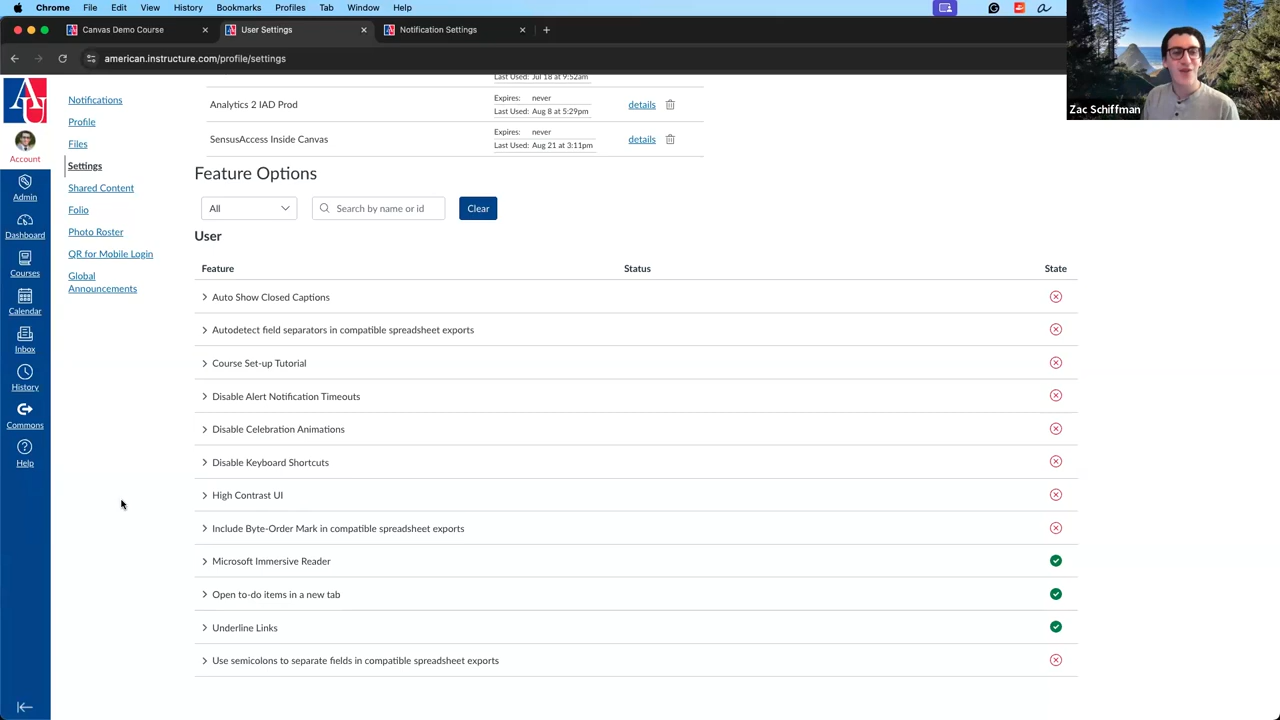 Chrome File Edit View History Bookmarks Profiles Tab Window Help
Canvas Demo Course
User Settings
Notification Settings
american.instructure.com/profile/settings
Zac Schiffman
AU
Account
Admin
Dashboard
Courses
Calendar
Inbox
History
Commons
Help
Notifications
Profile
Files
Settings
Shared Content
Folio
Photo Roster
QR for Mobile Login
Global
Announcements
Last Used: Jul 18 at 9:52am
Analytics 2 IAD Prod
Expires: never
Last Used: Aug 8 at 5:29pm
details
SensusAccess Inside Canvas
Expires: never
Last Used: Aug 21 at 3:11pm
details
Feature Options
All
Search by name or id
Clear
User
Feature Status State
Auto Show Closed Captions
Autodetect field separators in compatible spreadsheet exports
Course Set-up Tutorial
Disable Alert Notification Timeouts
Disable Celebration Animations
Disable Keyboard Shortcuts
High Contrast UI
Include Byte-Order Mark in compatible spreadsheet exports
Microsoft Immersive Reader
Open to-do items in a new tab
Underline Links
Use semicolons to separate fields in compatible spreadsheet exports